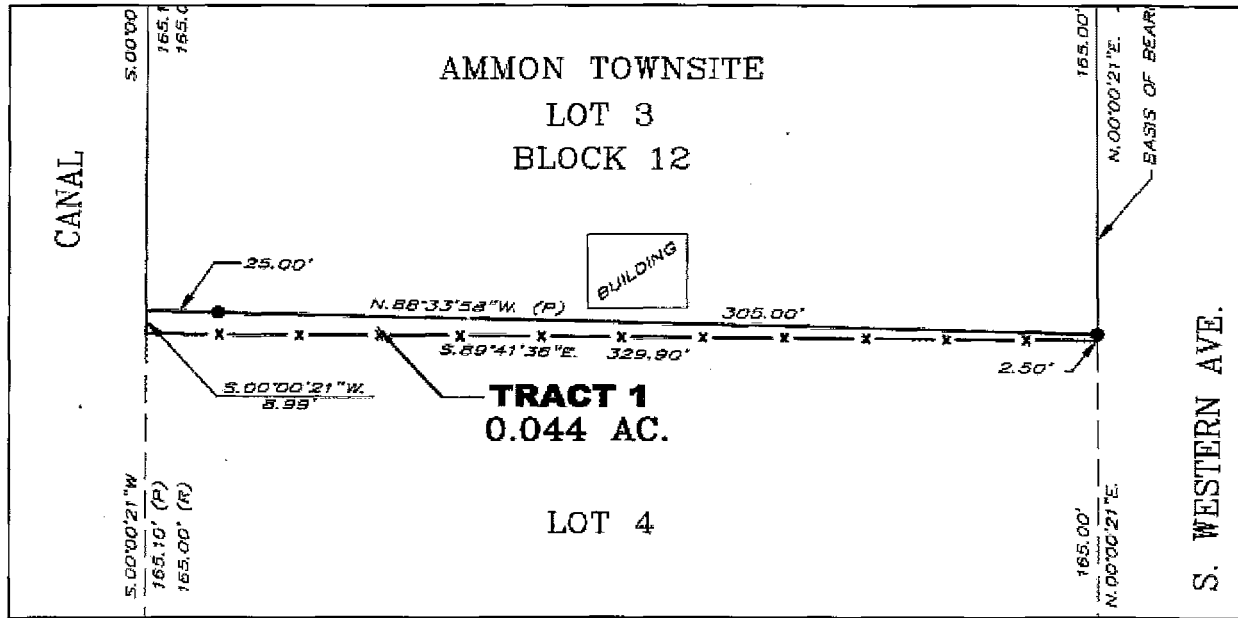 S.00°00'
165.1
165.0
AMMON TOWNSITE
LOT 3
BLOCK 12
165.00'
N.00°00'21"E.
BASIS OF BEARI
CANAL
25.00'
BUILDING
N.88°33'58"W. (P)
305.00'
S.89°41'36"E. 329.90'
2.50'
S.00°00'21"W.
8.99'
TRACT 1
0.044 AC.
S. WESTERN AVE.
S.00°00'21"W
165.10' (P)
165.00' (R)
LOT 4
165.00'
N.00°00'21"E.